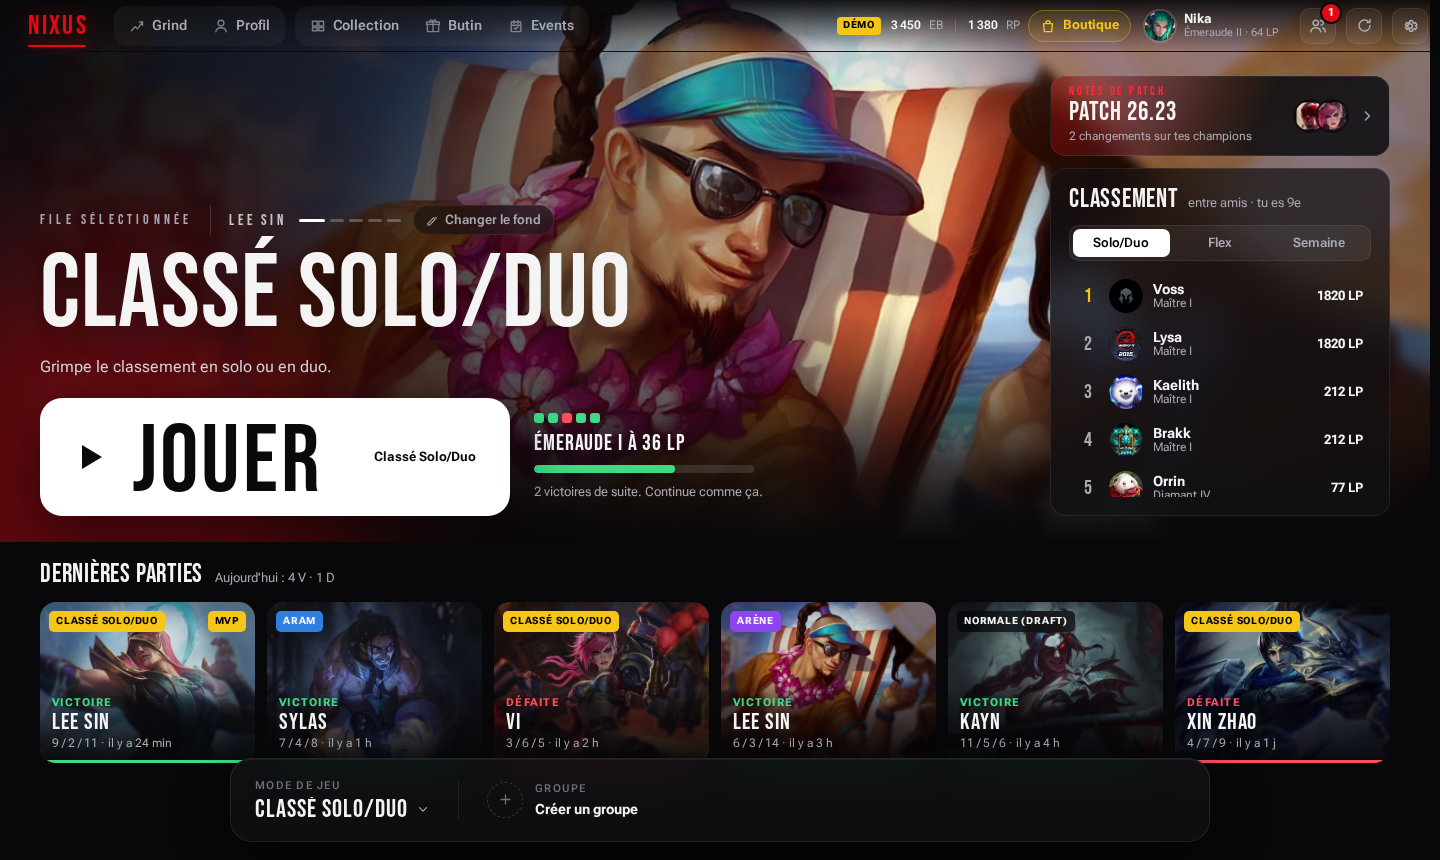 NIXUS
Grind
Profil
Collection
Butin
Events
DÉMO 3 450 EB 1 380 RP
Boutique
Nika
Émeraude II · 64 LP
1
FILE SÉLECTIONNÉE
LEE SIN
Changer le fond
CLASSÉ SOLO/DUO
Grimpe le classement en solo ou en duo.
JOUER
Classé Solo/Duo
ÉMERAUDE I À 36 LP
2 victoires de suite. Continue comme ça.
NOTES DE PATCH
PATCH 26.23
2 changements sur tes champions
CLASSEMENT entre amis · tu es 9e
Solo/Duo Flex Semaine
1 Voss 1820 LP
Maître I
2 Lysa 1820 LP
Maître I
3 Kaelith 212 LP
Maître I
4 Brakk 212 LP
Maître I
5 Orrin 77 LP
Diamant IV
DERNIÈRES PARTIES Aujourd'hui : 4 V · 1 D
CLASSÉ SOLO/DUO MVP
VICTOIRE
LEE SIN
9 / 2 / 11 · il y a 24 min
ARAM
VICTOIRE
SYLAS
7 / 4 / 8 · il y a 1 h
CLASSÉ SOLO/DUO
DÉFAITE
VI
3 / 6 / 5 · il y a 2 h
ARÈNE
VICTOIRE
LEE SIN
6 / 3 / 14 · il y a 3 h
NORMALE (DRAFT)
VICTOIRE
KAYN
11 / 5 / 6 · il y a 4 h
CLASSÉ SOLO/DUO
DÉFAITE
XIN ZHAO
4 / 7 / 9 · il y a 1 j
MODE DE JEU
CLASSÉ SOLO/DUO
GROUPE
Créer un groupe